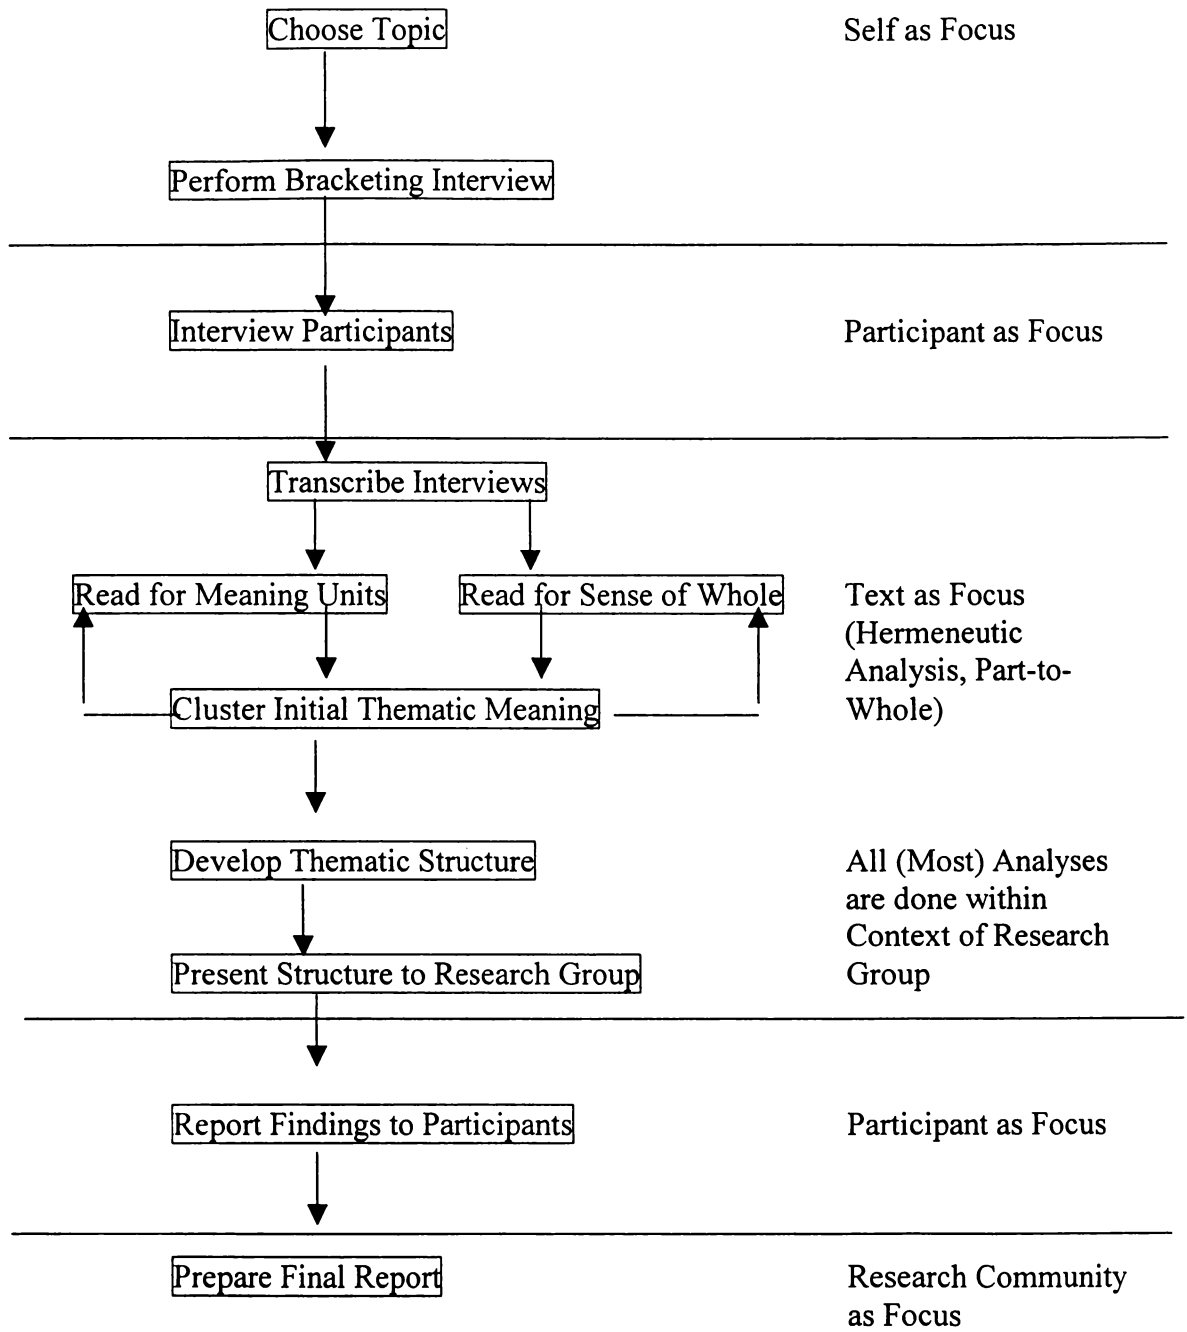 Choose Topic
Self as Focus
Perform Bracketing Interview
Interview Participants
Participant as Focus
Transcribe Interviews
Read for Meaning Units
Read for Sense of Whole
Text as Focus
(Hermeneutic
Analysis, Part-to-
Whole)
Cluster Initial Thematic Meaning
Develop Thematic Structure
All (Most) Analyses
are done within
Context of Research
Group
Present Structure to Research Group
Report Findings to Participants
Participant as Focus
Prepare Final Report
Research Community
as Focus